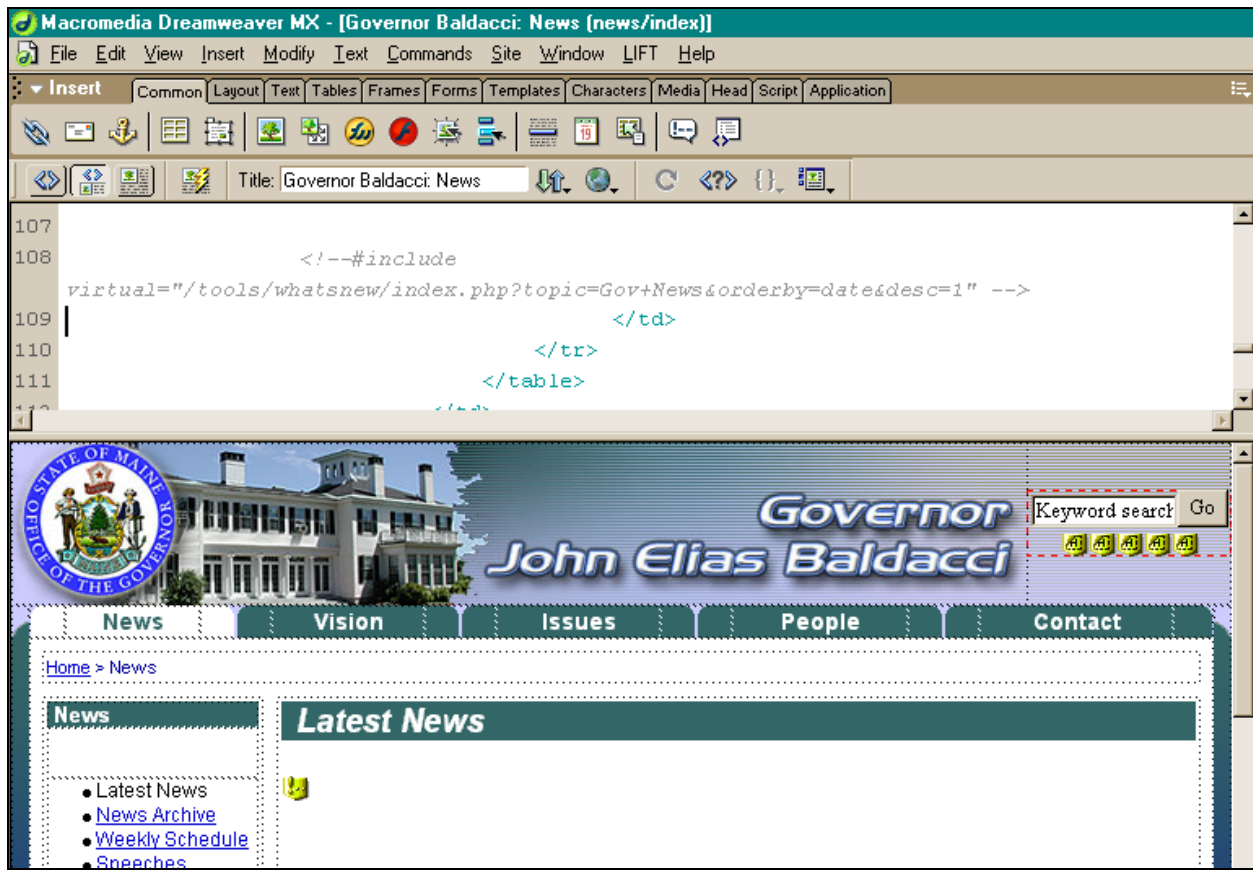 Macromedia Dreamweaver MX - [Governor Baldacci: News (news/index)]
File Edit View Insert Modify Text Commands Site Window LIFT Help
Insert Common Layout Text Tables Frames Forms Templates Characters Media Head Script Application
19
Title: Governor Baldacci: News
107
108 <!--#include
virtual="/tools/whatsnew/index.php?topic=Gov+News&orderby=date&desc=1" -->
109 </td>
110 </tr>
111 </table>
</td>
OFFICE OF THE GOVERNOR STATE OF MAINE
Governor
John Elias Baldacci
Keyword search Go
News Vision Issues People Contact
Home > News
News
Latest News
Latest News
News Archive
Weekly Schedule
Speeches